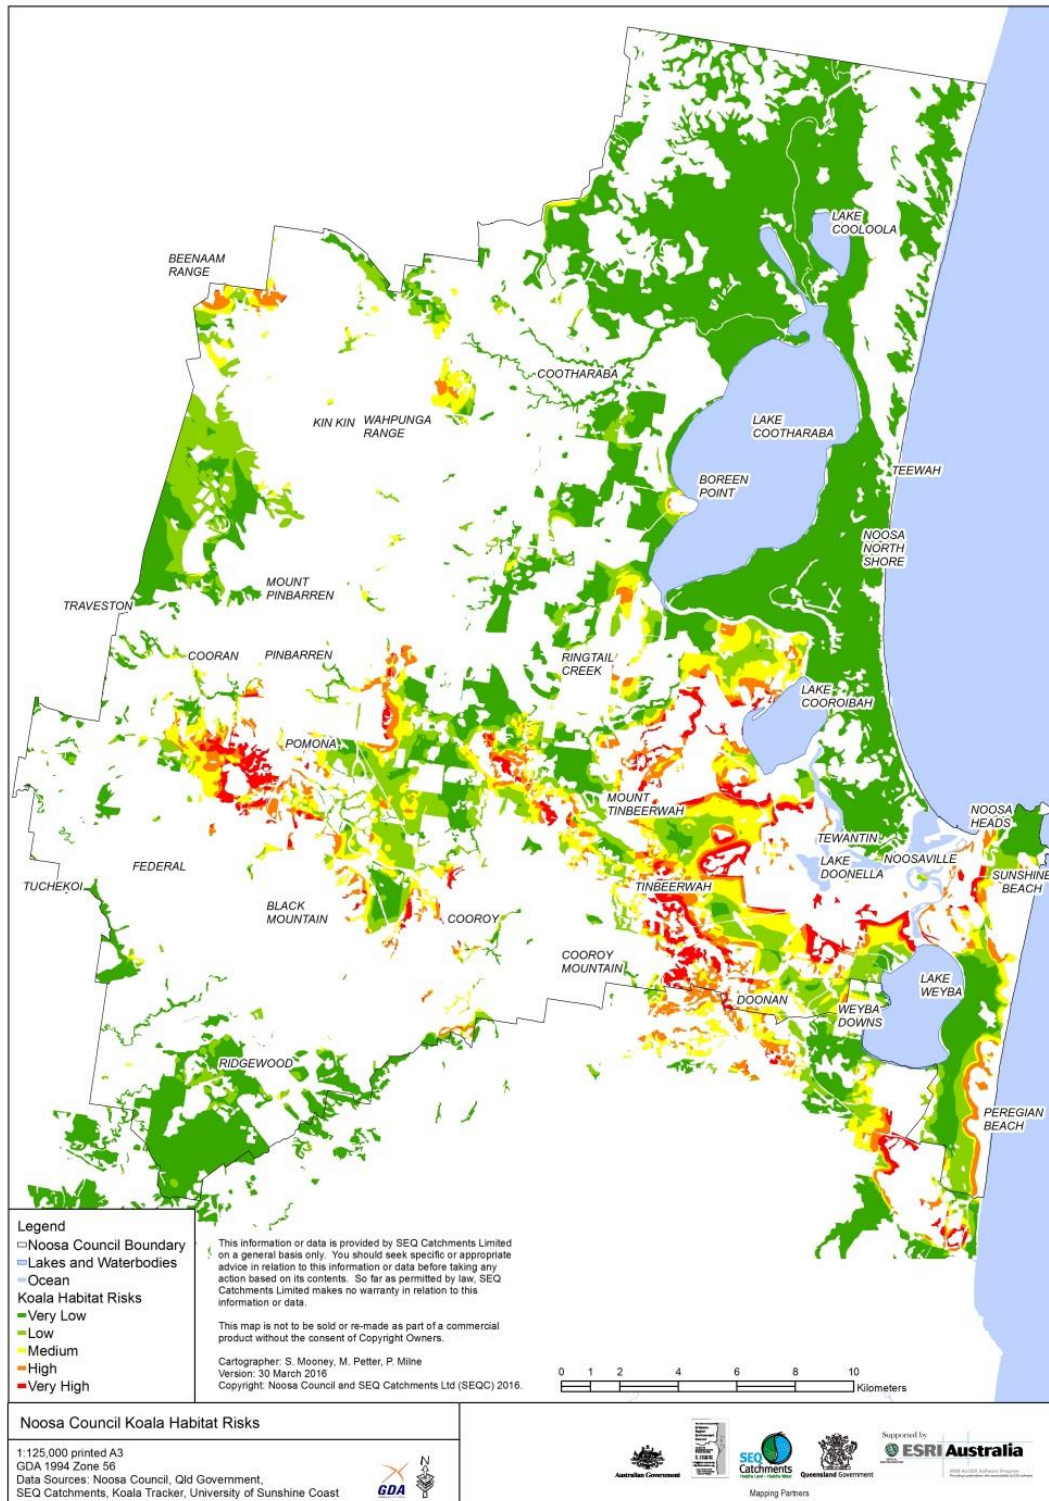 LAKE
COOLOOLA
BEENAAM
RANGE
COOTHARABA
KIN KIN
WAHPUNGA
RANGE
LAKE
COOTHARABA
TEEWAH
BOREEN
POINT
NOOSA
NORTH
SHORE
MOUNT
PINBARREN
TRAVESTON
COORAN
PINBARREN
RINGTAIL
CREEK
LAKE
COOROIBAH
POMONA
MOUNT
TINBEERWAH
NOOSA
HEADS
TEWANTIN
LAKE
DOONELLA
NOOSAVILLE
SUNSHINE
BEACH
FEDERAL
TUCHEKOI
TINBEERWAH
BLACK
MOUNTAIN
COOROY
COOROY
MOUNTAIN
LAKE
WEYBA
DOONAN
WEYBA
DOWNS
RIDGEWOOD
PEREGIAN
BEACH
Legend
Noosa Council Boundary
Lakes and Waterbodies
Ocean
Koala Habitat Risks
Very Low
Low
Medium
High
Very High
This information or data is provided by SEQ Catchments Limited
on a general basis only. You should seek specific or appropriate
advice in relation to this information or data before taking any
action based on its contents. So far as permitted by law, SEQ
Catchments Limited makes no warranty in relation to this
information or data.
This map is not to be sold or re-made as part of a commercial
product without the consent of Copyright Owners.
Cartographer: S. Mooney, M. Petter, P. Milne
Version: 30 March 2016
Copyright: Noosa Council and SEQ Catchments Ltd (SEQC) 2016.
0 1 2 4 6 8 10
Kilometers
Noosa Council Koala Habitat Risks
1:125,000 printed A3
GDA 1994 Zone 56
Data Sources: Noosa Council, Qld Government,
SEQ Catchments, Koala Tracker, University of Sunshine Coast
GDA
N
Australian Government
SEQ
Catchments
Queensland Government
Supported by
ESRI Australia
Mapping Partners